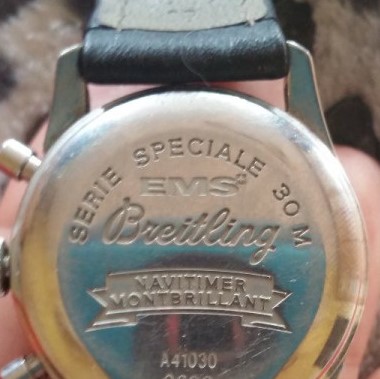 SERIE SPECIALE 30 M
EMS
Breitling
NAVITIMER
MONTBRILLANT
A41030